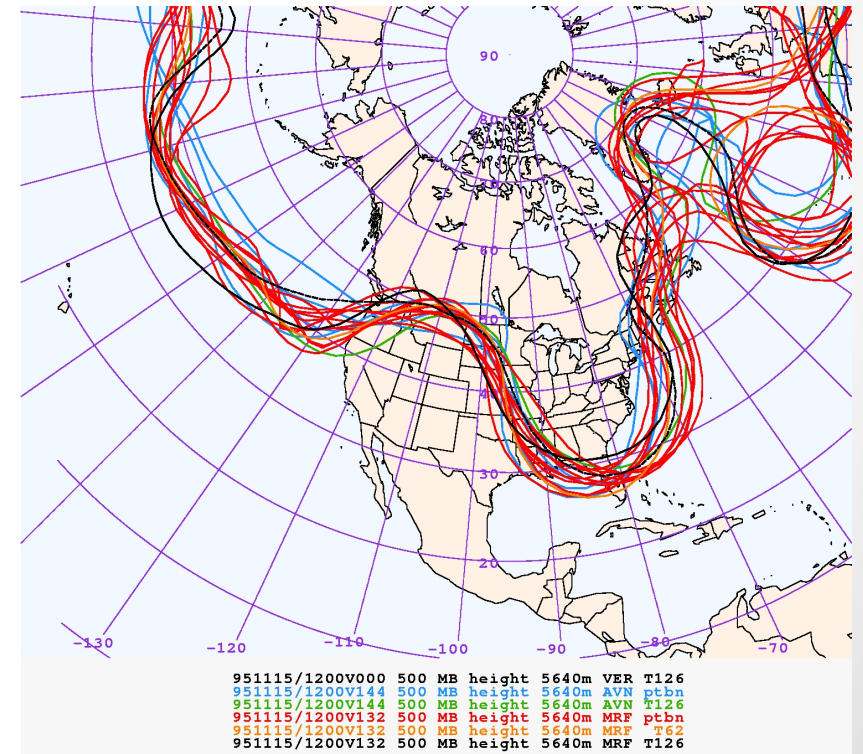 90
80
60
50
40
30
20
-130
-120
-110
-100
-90
-80
-70
951115/1200V000 500 MB height 5640m VER T126
951115/1200V144 500 MB height 5640m AVN ptbn
951115/1200V144 500 MB height 5640m AVN T126
951115/1200V132 500 MB height 5640m MRF ptbn
951115/1200V132 500 MB height 5640m MRF T62
951115/1200V132 500 MB height 5640m MRF T126